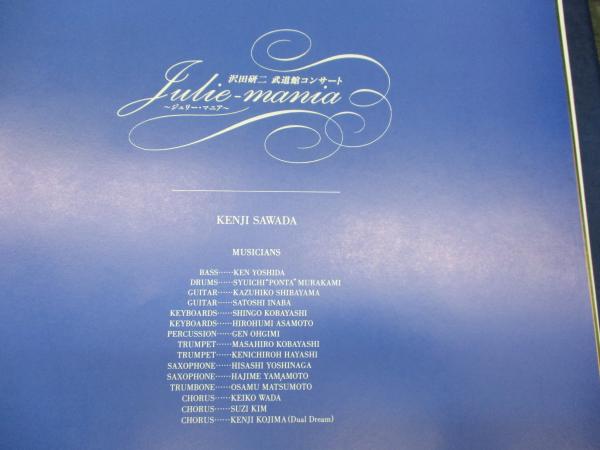 沢田研二 武道館コンサート
Julie-mania
～ジュリー・マニア～
KENJI SAWADA
MUSICIANS
BASS……KEN YOSHIDA
DRUMS……SYUICHI"PONTA"MURAKAMI
GUITAR……KAZUHIKO SHIBAYAMA
GUITAR……SATOSHI INABA
KEYBOARDS……SHINGO KOBAYASHI
KEYBOARDS……HIROHUMI ASAMOTO
PERCUSSION……GEN OHGIMI
TRUMPET……MASAHIRO KOBAYASHI
TRUMPET……KENICHIROH HAYASHI
SAXOPHONE……HISASHI YOSHINAGA
SAXOPHONE……HAJIME YAMAMOTO
TRUMBONE……OSAMU MATSUMOTO
CHORUS……KEIKO WADA
CHORUS……SUZI KIM
CHORUS……KENJI KOJIMA(Dual Dream)